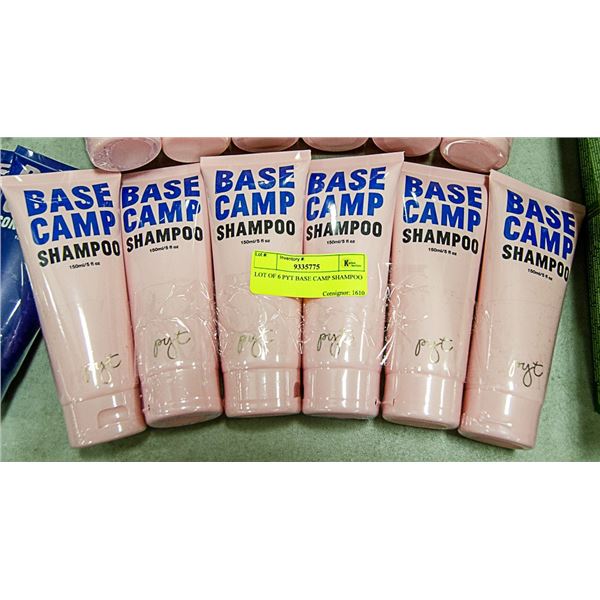 BASE
CAMP
SHAMPOO
150ml/5 fl oz
pyt
BASE
CAMP
SHAMPOO
150ml/5 fl oz
pyt
BASE
CAMP
SHAMPOO
150ml/5 fl oz
pyt
BASE
CAMP
SHAMPOO
150ml/5 fl oz
pyt
BASE
CAMP
SHAMPOO
150ml/5 fl oz
pyt
BASE
CAMP
SHAMPOO
150ml/5 fl oz
pyt
Lot # Inventory #
9335775
LOT OF 6 PYT BASE CAMP SHAMPOO
Consignor: 1610